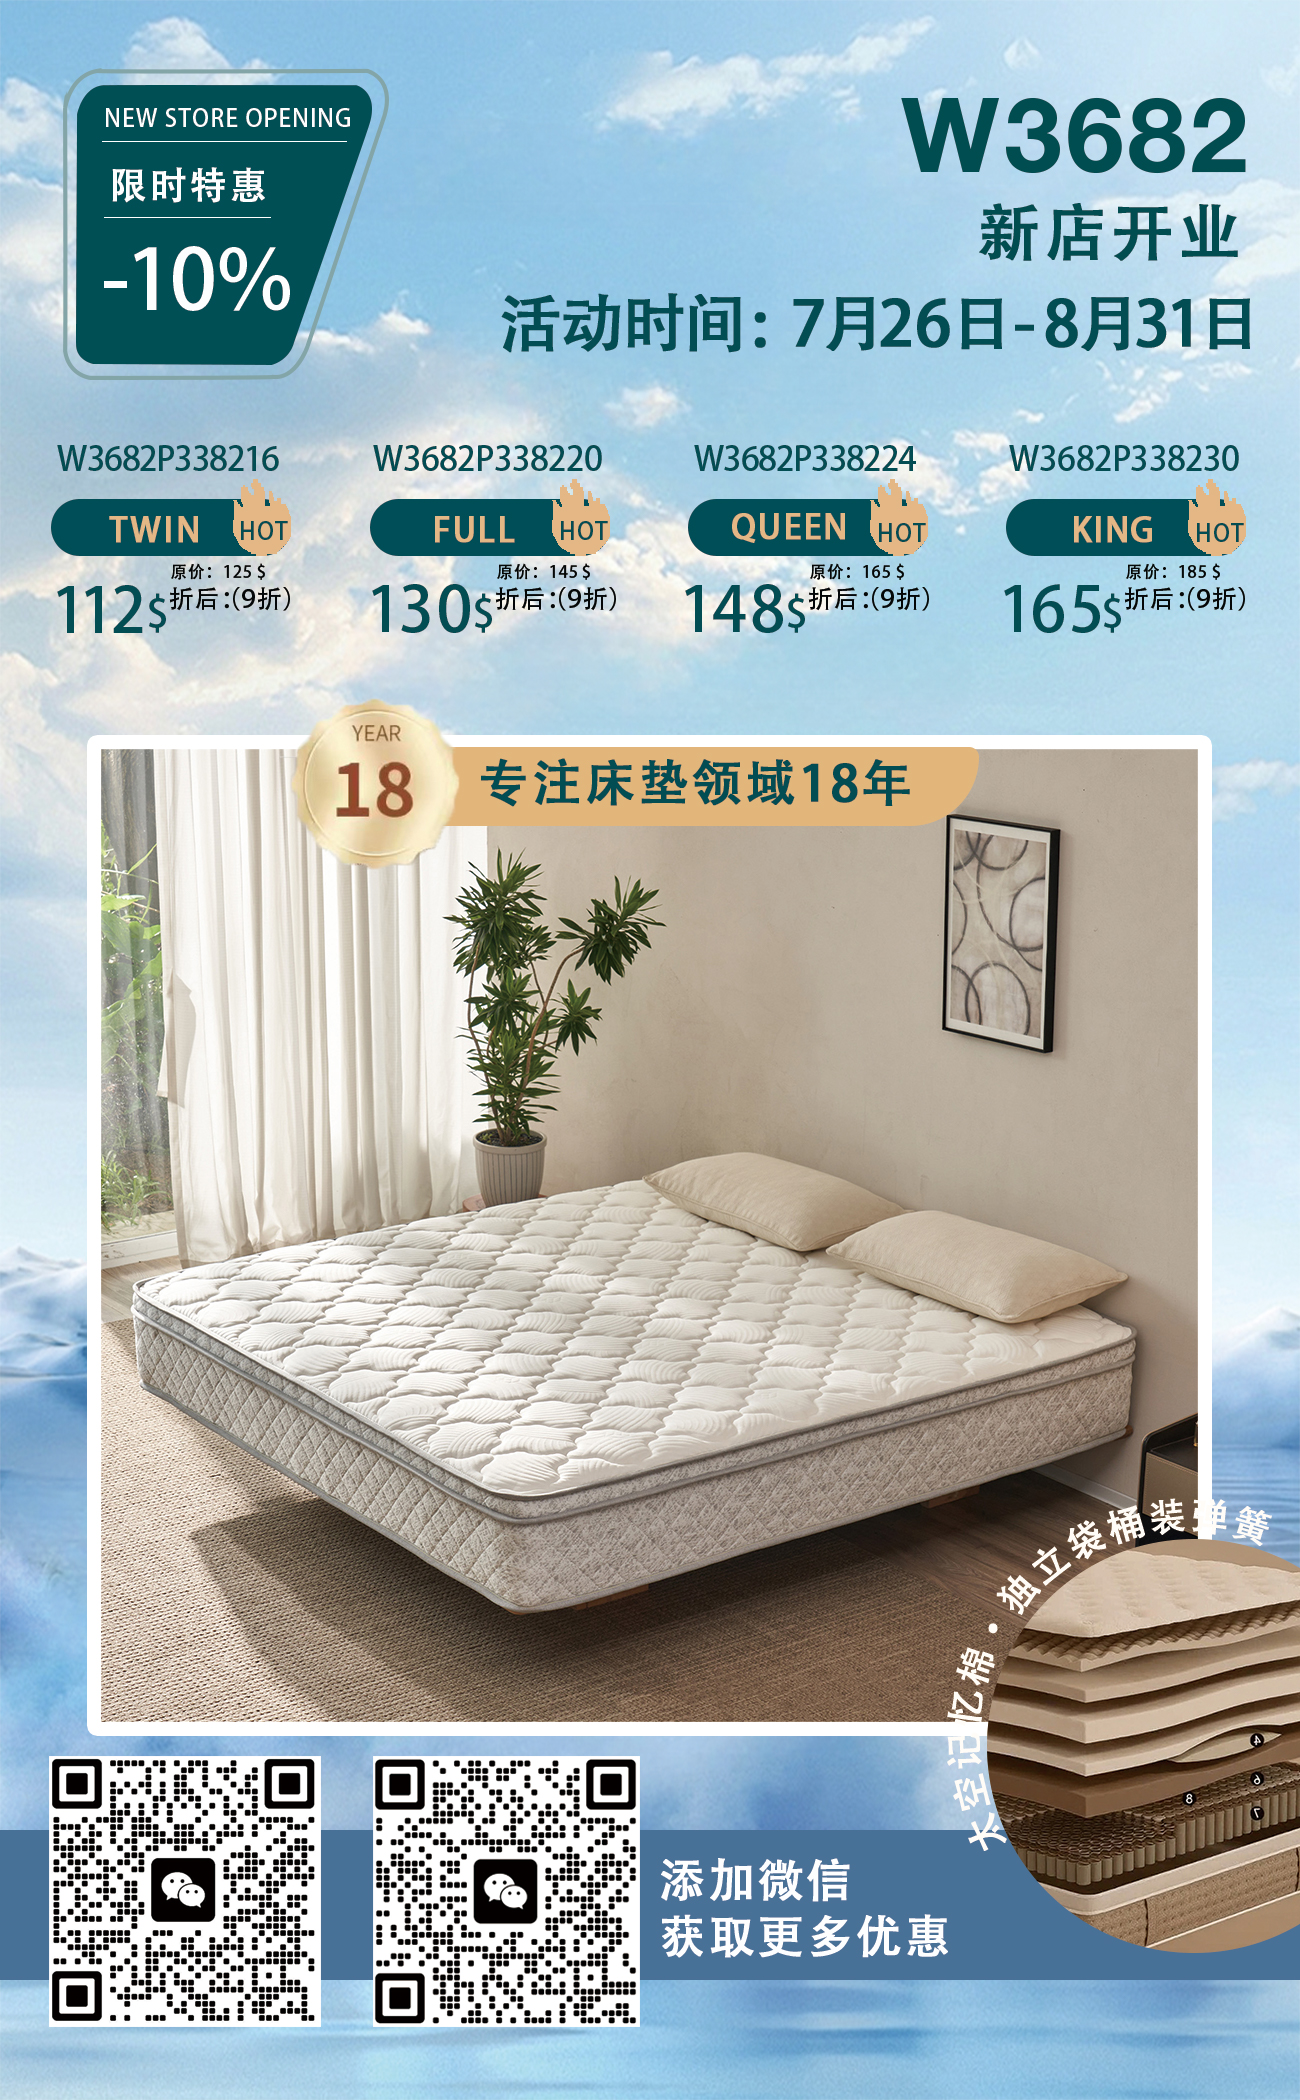 NEW STORE OPENING
限时特惠
-10%
W3682
新店开业
活动时间：7月26日-8月31日
W3682P338216
TWIN
HOT
原价：125 $
112$折后:(9折)
W3682P338220
FULL
HOT
原价：145 $
130$折后:(9折)
W3682P338224
QUEEN
HOT
原价：165 $
148$折后:(9折)
W3682P338230
KING
HOT
原价：185 $
165$折后:(9折)
YEAR
18
专注床垫领域18年
太空记忆棉·独立袋桶装弹簧
4
6
8
7
添加微信
获取更多优惠